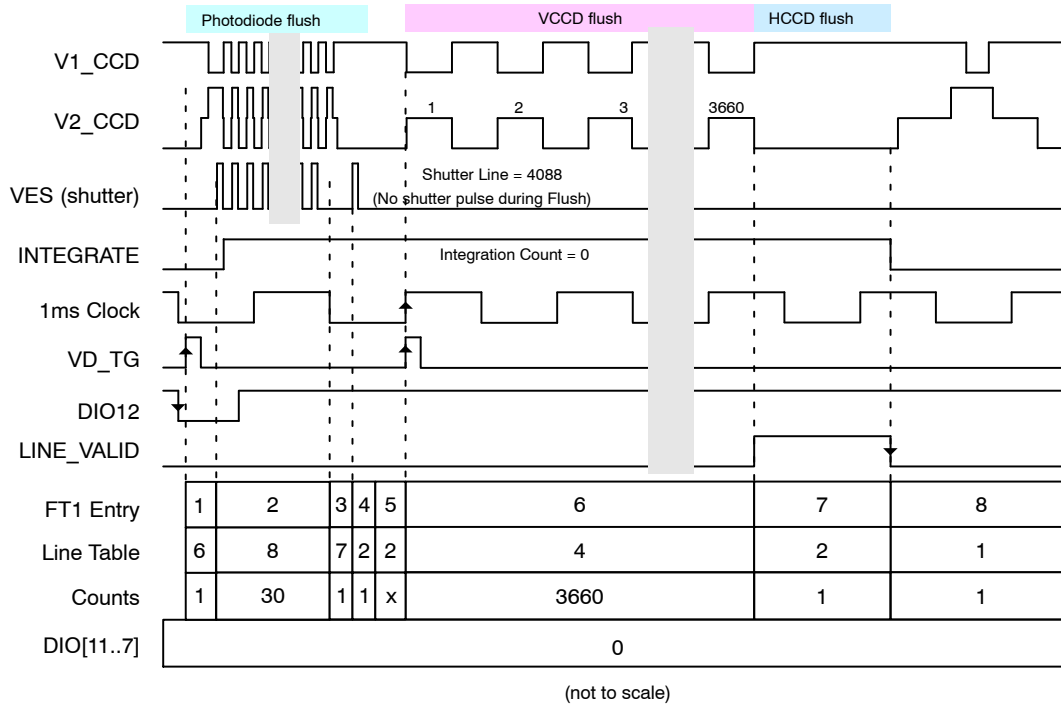 Photodiode flush VCCD flush HCCD flush
V1_CCD
1 2 3 3660
V2_CCD
Shutter Line = 4088
VES (shutter)
(No shutter pulse during Flush)
INTEGRATE Integration Count = 0
1ms Clock
VD_TG
DIO12
LINE_VALID
FT1 Entry 1 2 3 4 5 6 7 8
Line Table 6 8 7 2 2 4 2 1
Counts 1 30 1 1 x 3660 1 1
DIO[11..7] 0
(not to scale)